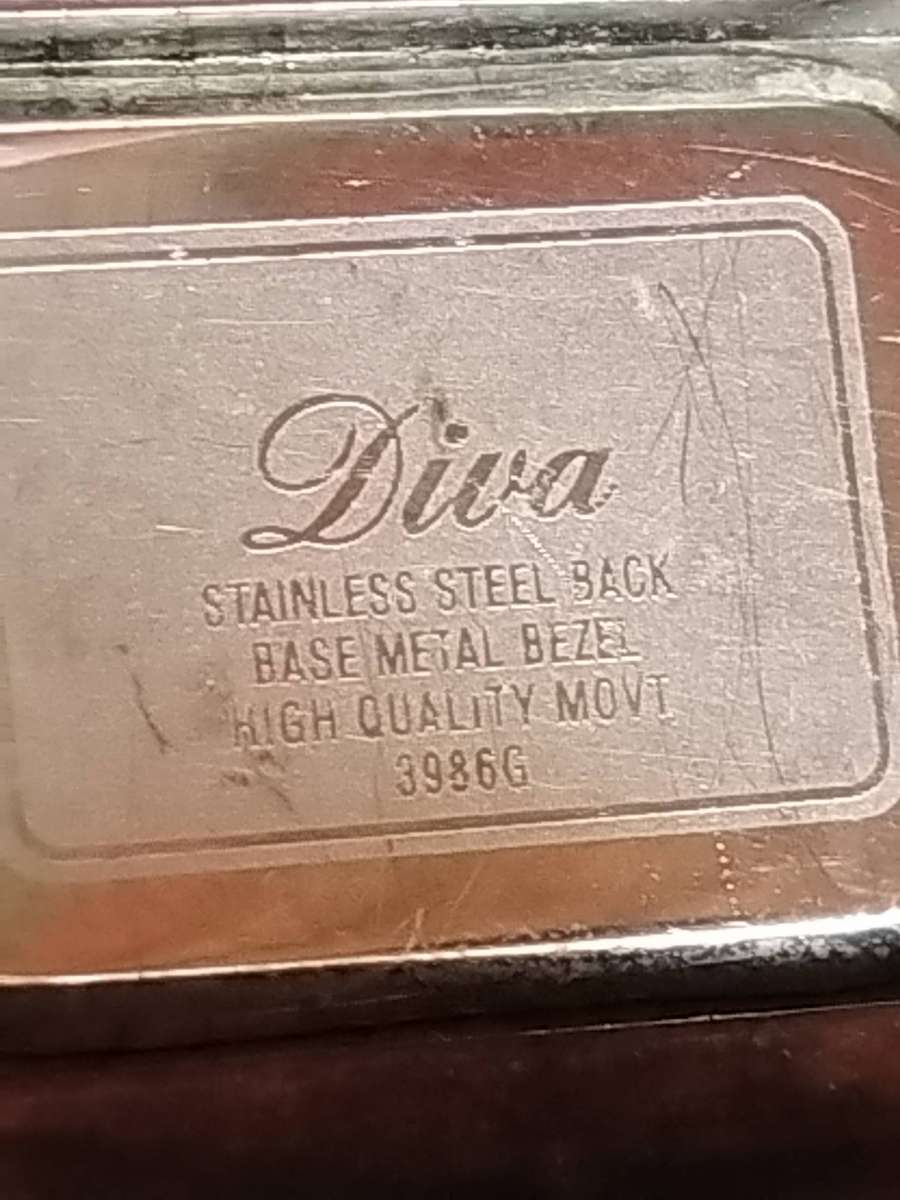 Diva
STAINLESS STEEL BACK
BASE METAL BEZEL
HIGH QUALITY MOVT
3986G